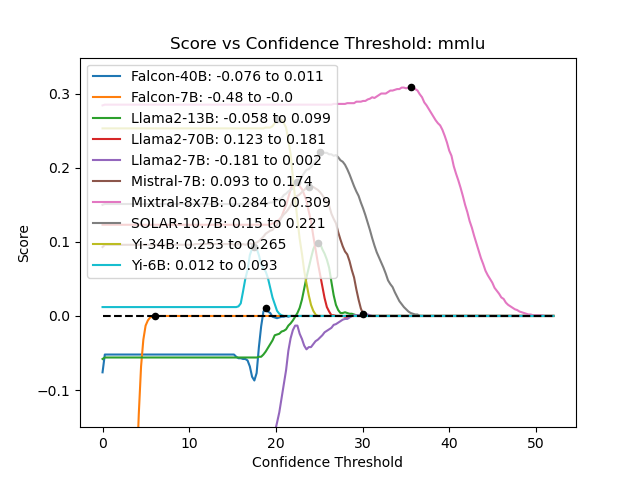 Score vs Confidence Threshold: mmlu
Falcon-40B: -0.076 to 0.011
Falcon-7B: -0.48 to -0.0
Llama2-13B: -0.058 to 0.099
Llama2-70B: 0.123 to 0.181
Llama2-7B: -0.181 to 0.002
Mistral-7B: 0.093 to 0.174
Mixtral-8x7B: 0.284 to 0.309
SOLAR-10.7B: 0.15 to 0.221
Yi-34B: 0.253 to 0.265
Yi-6B: 0.012 to 0.093
Score
0.3
0.2
0.1
0.0
−0.1
0 10 20 30 40 50
Confidence Threshold